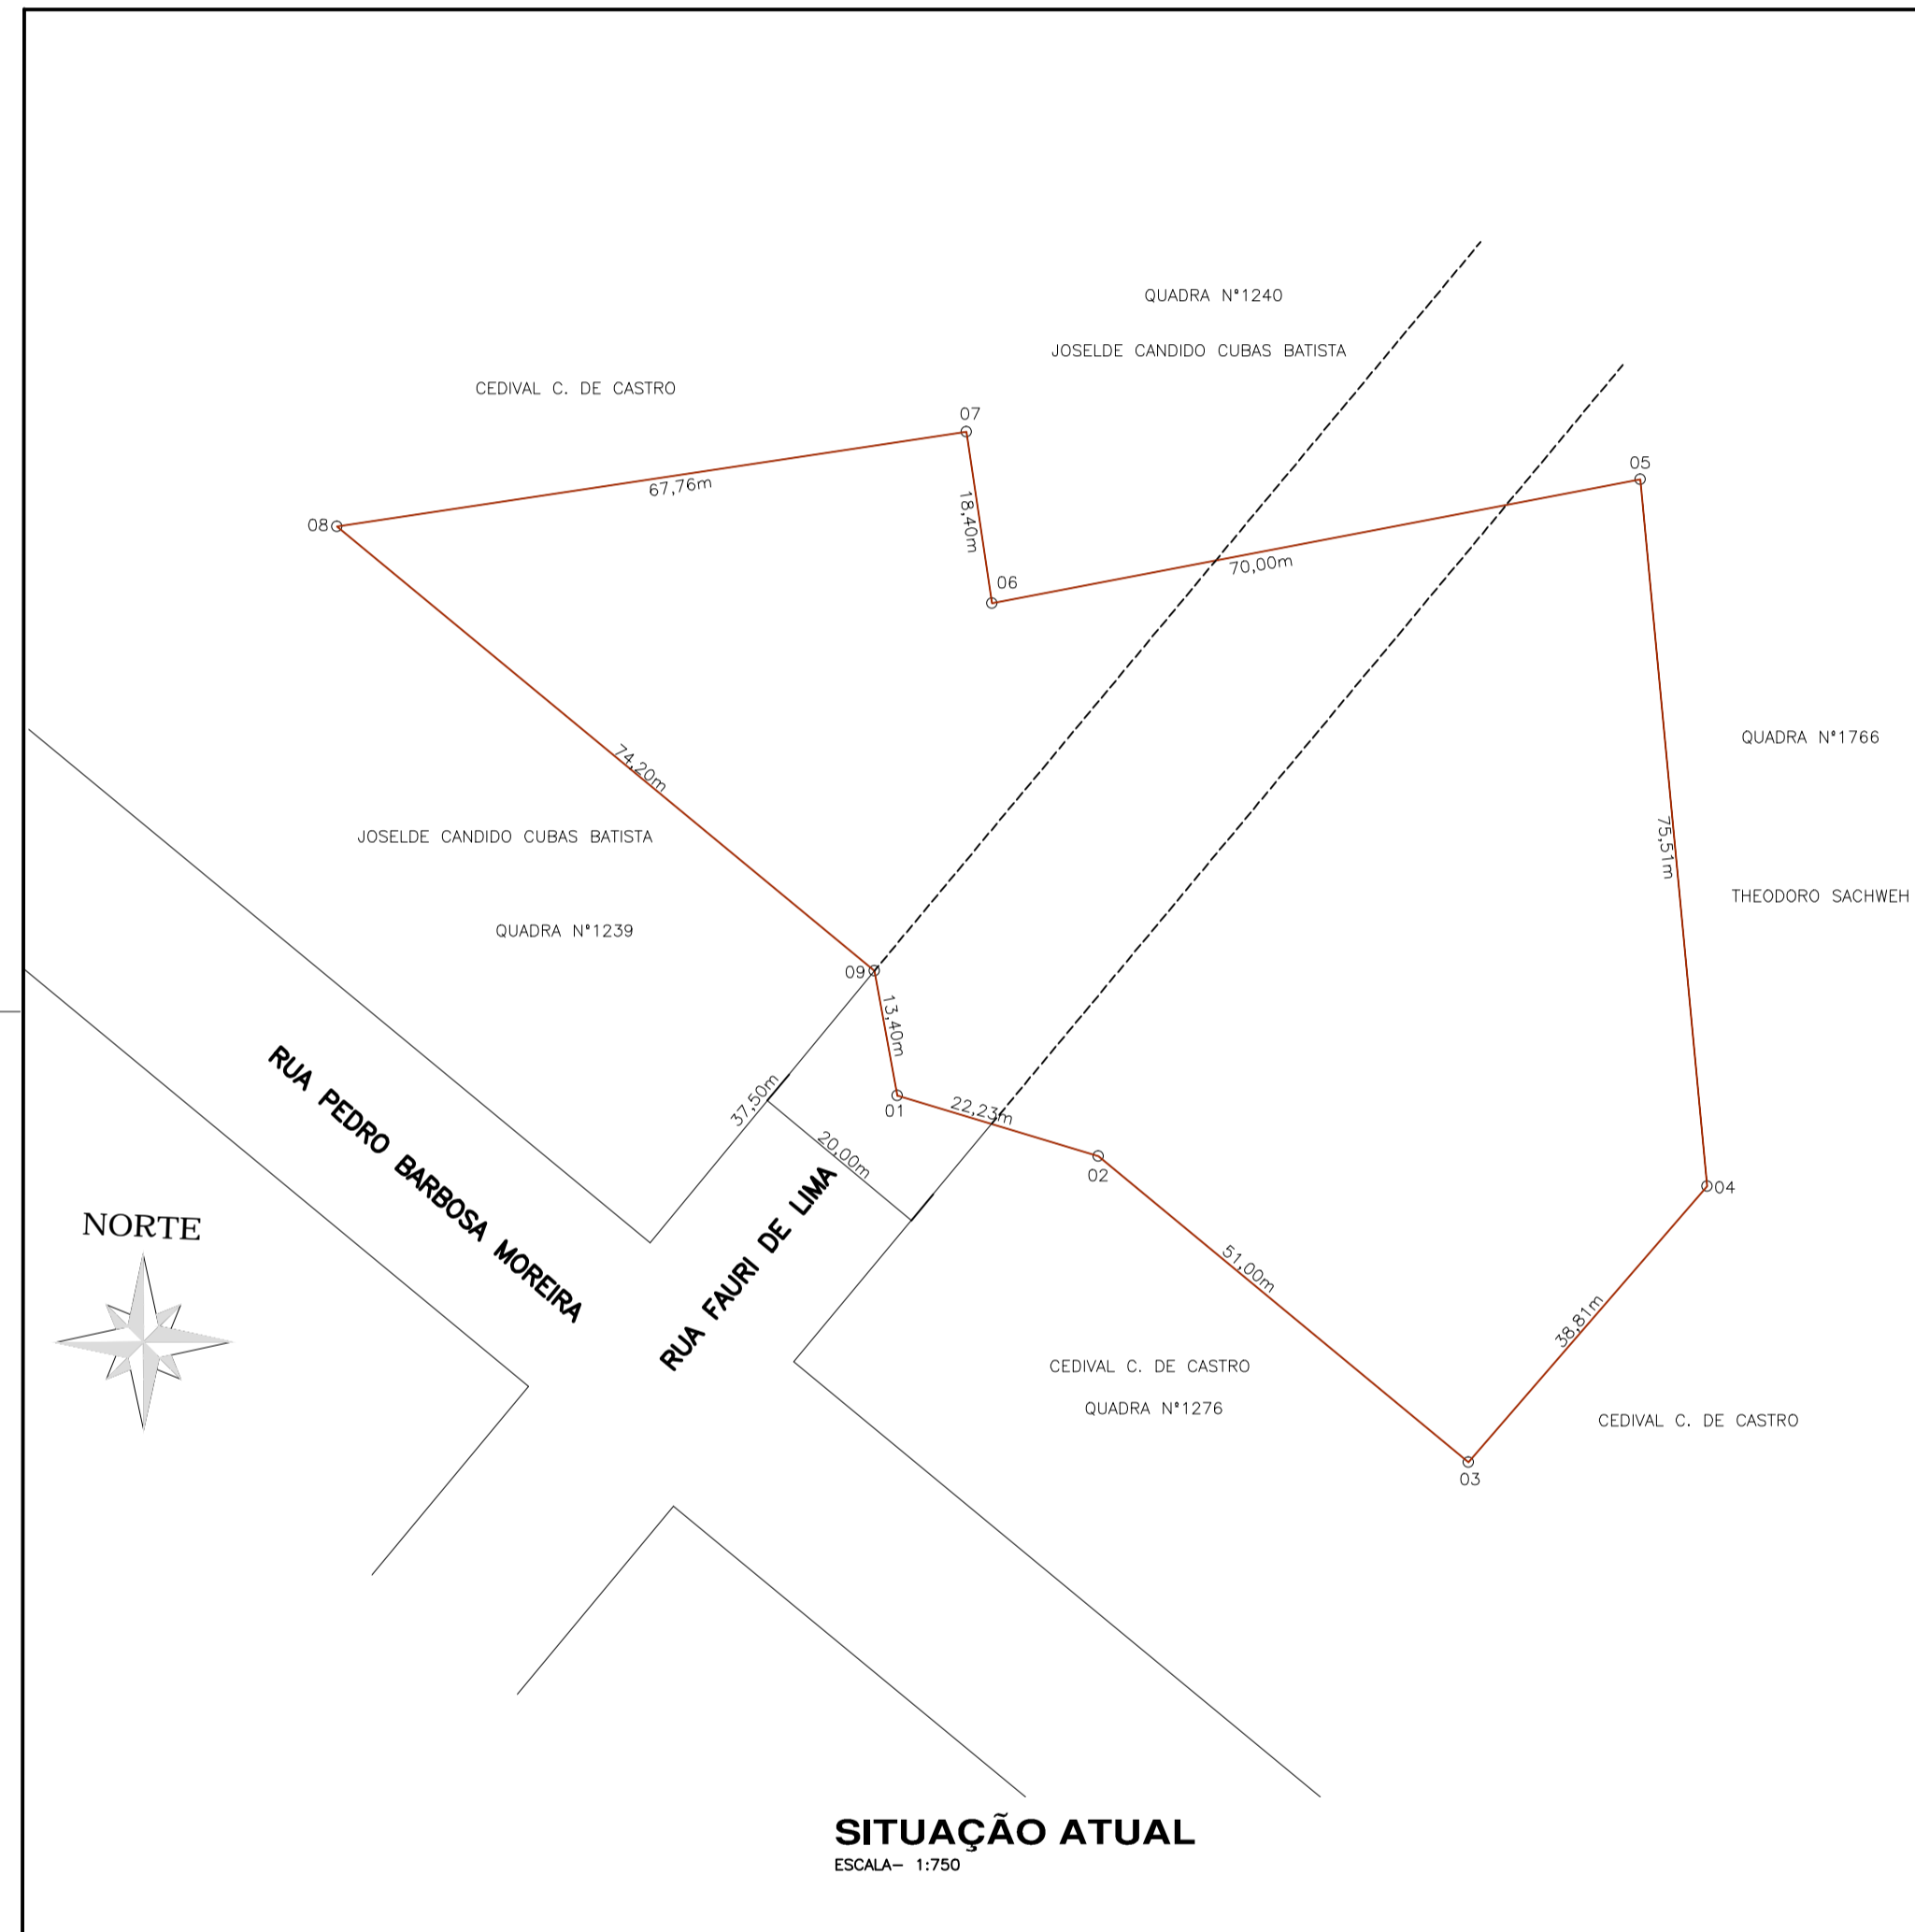 QUADRA N°1240
JOSELDE CANDIDO CUBAS BATISTA
CEDIVAL C. DE CASTRO
07
05
67,76m
18,40m
08
70,00m
06
QUADRA N°1766
74,20m
JOSELDE CANDIDO CUBAS BATISTA
75,51m
THEODORO SACHWEH
QUADRA N°1239
09
13,40m
37,50m
01
22,23m
20,00m
02
04
RUA PEDRO BARBOSA MOREIRA
NORTE
RUA FAURI DE LIMA
51,00m
38,81m
CEDIVAL C. DE CASTRO
QUADRA N°1276
CEDIVAL C. DE CASTRO
03
SITUAÇÃO ATUAL
ESCALA- 1:750